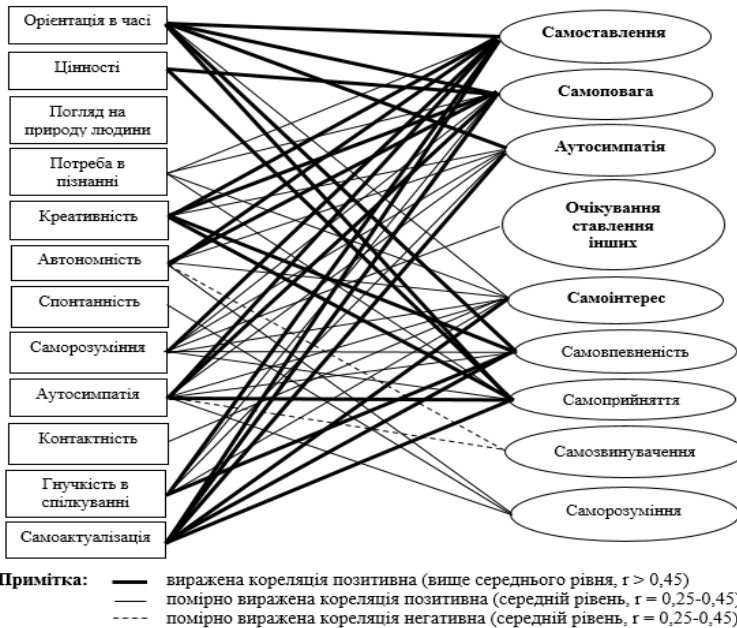 Орієнтація в часі
Цінності
Погляд на
природу людини
Потреба в
пізнанні
Креативність
Автономність
Спонтанність
Саморозуміння
Аутосимпатія
Контактність
Гнучкість в
спілкуванні
Самоактуалізація
Самоставлення
Самоповага
Аутосимпатія
Очікування
ставлення
інших
Самоінтерес
Самовпевненість
Самоприйняття
Самозвинувачення
Саморозуміння
Примітка: виражена кореляція позитивна (вище середнього рівня, r > 0,45)
помірно виражена кореляція позитивна (середній рівень, r = 0,25-0,45)
помірно виражена кореляція негативна (середній рівень, r = 0,25-0,45)